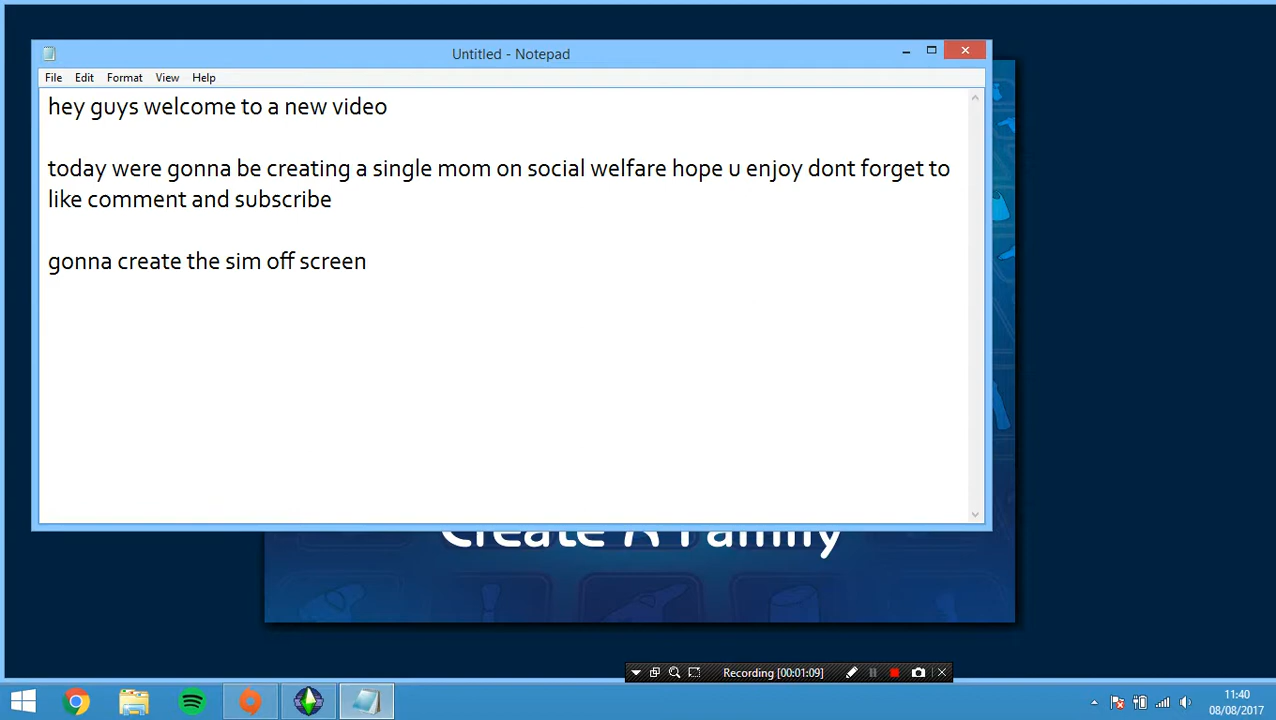 Untitled - Notepad
File Edit Format View Help
hey guys welcome to a new video
today were gonna be creating a single mom on social welfare hope u enjoy dont forget to
like comment and subscribe
gonna create the sim off screen
Create A Family
Recording [00:01:09]
11:40
08/08/2017